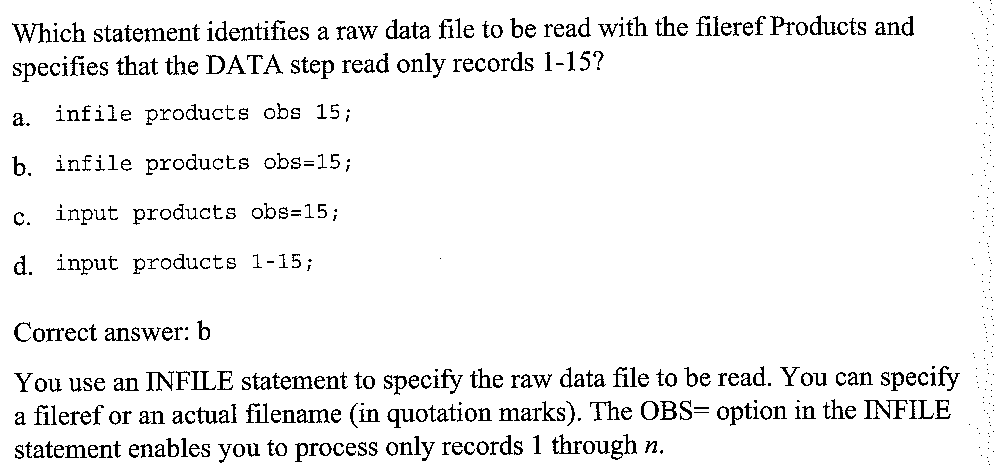 Which statement identifies a raw data file to be read with the fileref Products and
specifies that the DATA step read only records 1-15?
a. infile products obs 15;
b. infile products obs=15;
c. input products obs=15;
d. input products 1-15;
Correct answer: b
You use an INFILE statement to specify the raw data file to be read. You can specify
a fileref or an actual filename (in quotation marks). The OBS= option in the INFILE
statement enables you to process only records 1 through n.